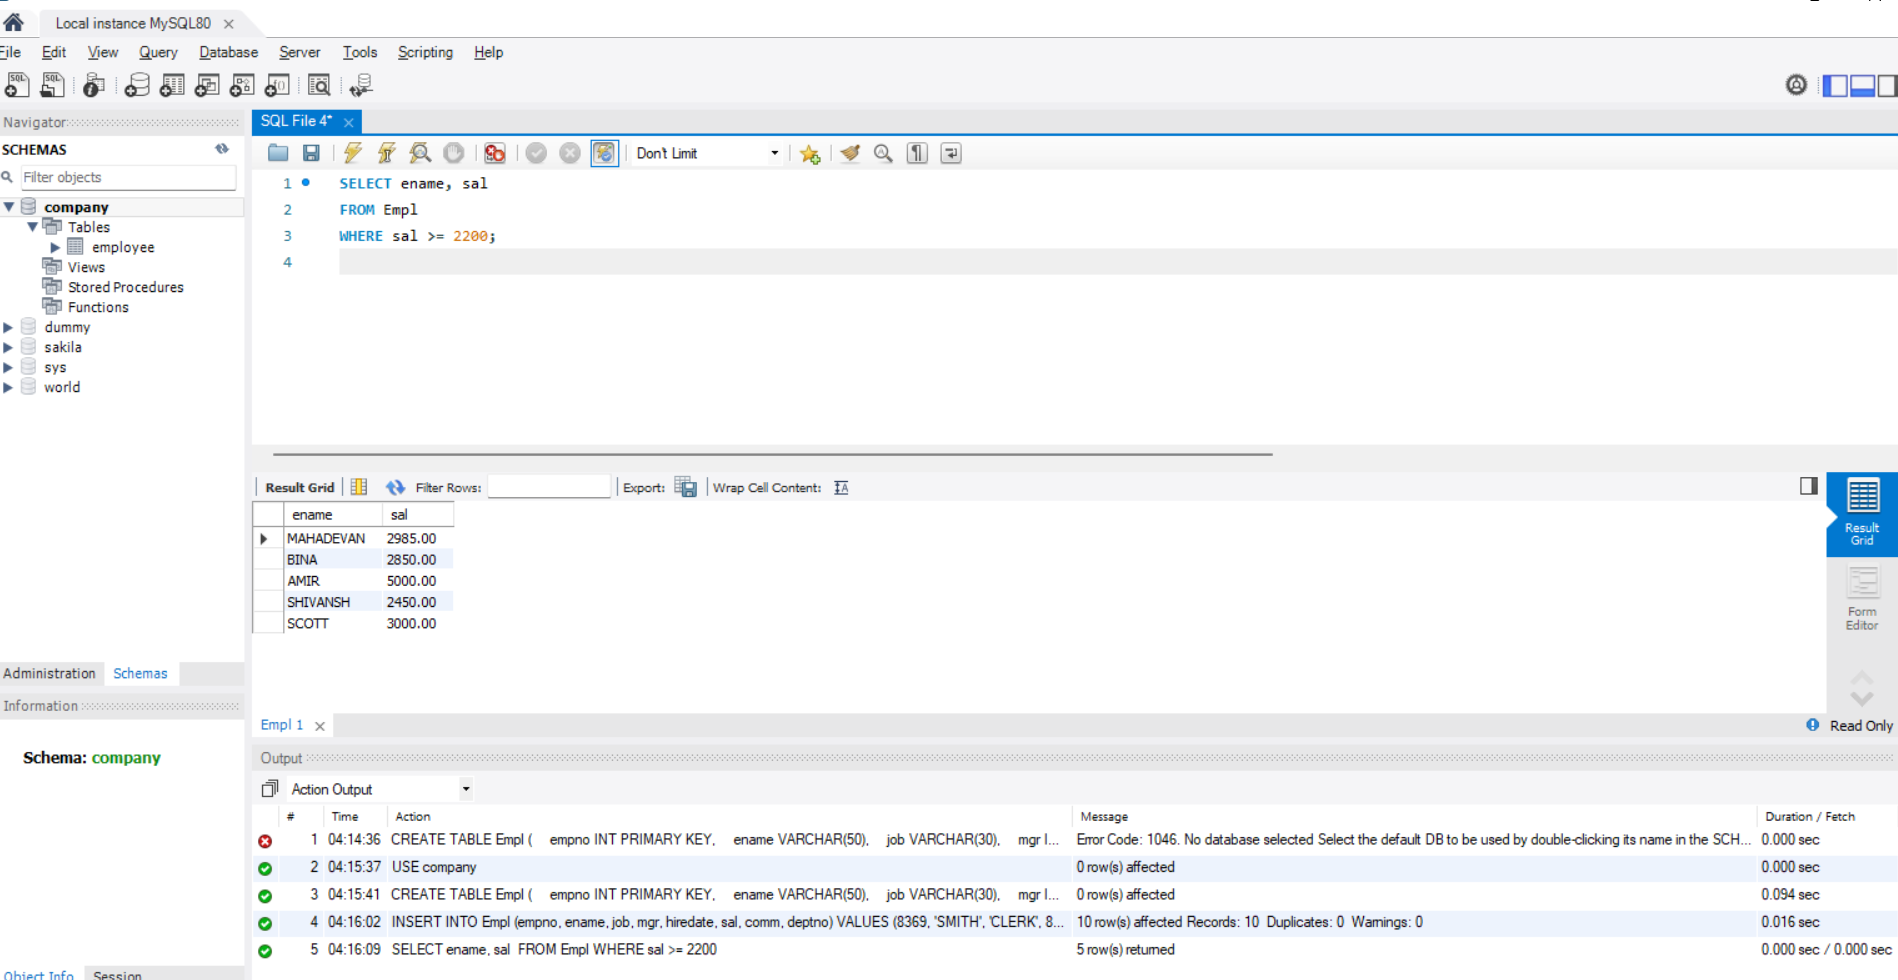 Local instance MySQL80
File Edit View Query Database Server Tools Scripting Help
Navigator
SCHEMAS
Filter objects
company
Tables
employee
Views
Stored Procedures
Functions
dummy
sakila
sys
world
Administration Schemas
Information
Schema: company
Object Info Session
SQL File 4*
Don't Limit
1 SELECT ename, sal
2 FROM Empl
3 WHERE sal >= 2200;
4
Result Grid Filter Rows: Export: Wrap Cell Content: IA
ename sal
MAHADEVAN 2985.00
BINA 2850.00
AMIR 5000.00
SHIVANSH 2450.00
SCOTT 3000.00
Result
Grid
Form
Editor
Empl 1
Read Only
Output
Action Output
# Time Action Message Duration / Fetch
1 04:14:36 CREATE TABLE Empl ( empno INT PRIMARY KEY, ename VARCHAR(50), job VARCHAR(30), mgr I... Error Code: 1046. No database selected Select the default DB to be used by double-clicking its name in the SCH... 0.000 sec
2 04:15:37 USE company 0 row(s) affected 0.000 sec
3 04:15:41 CREATE TABLE Empl ( empno INT PRIMARY KEY, ename VARCHAR(50), job VARCHAR(30), mgr I... 0 row(s) affected 0.094 sec
4 04:16:02 INSERT INTO Empl (empno, ename, job, mgr, hiredate, sal, comm, deptno) VALUES (8369, 'SMITH', 'CLERK', 8... 10 row(s) affected Records: 10 Duplicates: 0 Warnings: 0 0.016 sec
5 04:16:09 SELECT ename, sal FROM Empl WHERE sal >= 2200 5 row(s) returned 0.000 sec / 0.000 sec